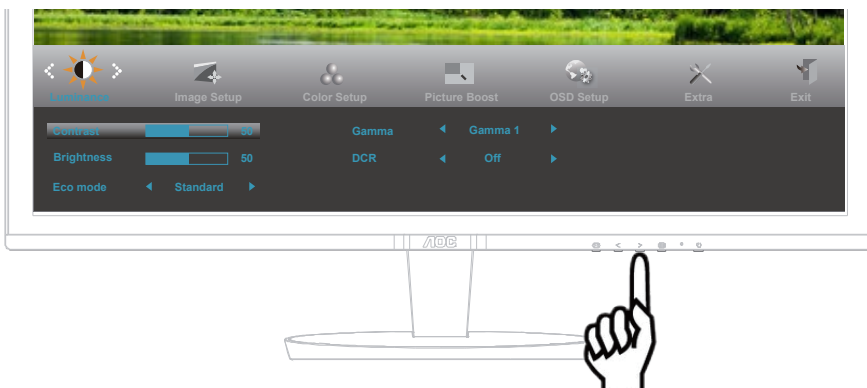 Luminance Image Setup Color Setup Picture Boost OSD Setup Extra Exit
Contrast 50 Gamma Gamma 1
Brightness 50 DCR Off
Eco mode Standard
AOC
< >